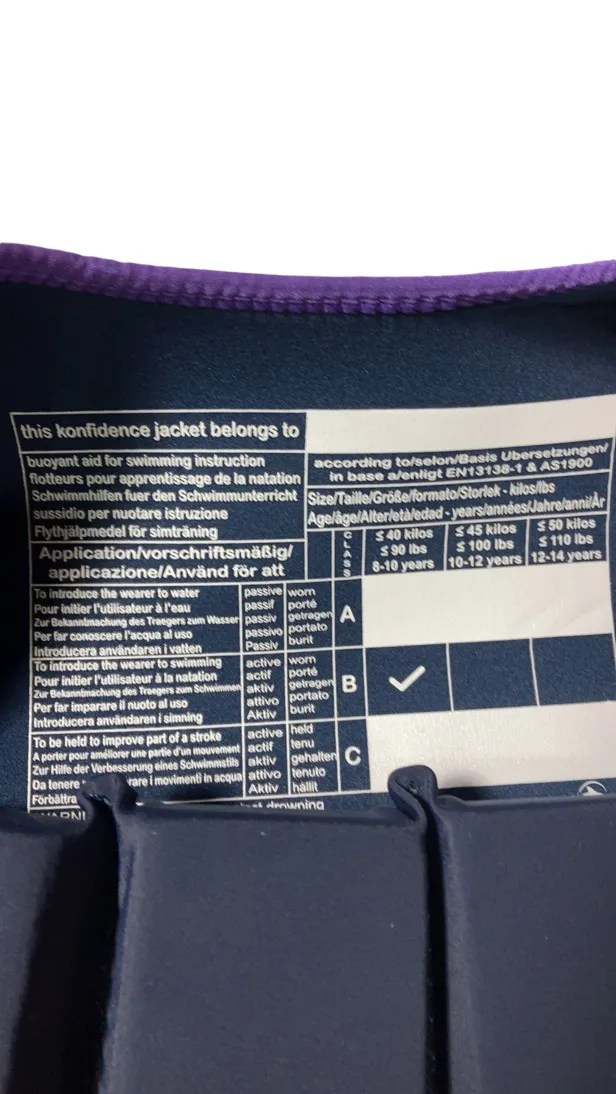 this konfidence jacket belongs to
buoyant aid for swimming instruction
flotteurs pour apprentissage de la natation
Schwimmhilfen fuer den Schwimmunterricht
sussidio per nuotare istruzione
Flythjälpmedel för simträning
according to/selon/Basis Ubersetzungen/
in base a/enligt EN13138-1 & AS1900
Size/Taille/Größe/formato/Storlek - kilos/lbs
Age/âge/Alter/età/edad - years/années/Jahre/anni/År
Application/vorschriftsmäßig/
applicazione/Använd för att
CLASS
≤ 40 kilos
≤ 90 lbs
8-10 years
≤ 45 kilos
≤ 100 lbs
10-12 years
≤ 50 kilos
≤ 110 lbs
12-14 years
To introduce the wearer to water passive worn
Pour initier l'utilisateur à l'eau passif porté
Zur Bekanntmachung des Traegers zum Wasser passiv getragen
Per far conoscere l'acqua al uso passivo portato
Introducera användaren i vatten Passiv burit
A
To introduce the wearer to swimming active worn
Pour initier l'utilisateur à la natation actif porté
Zur Bekanntmachung des Traegers zum Schwimmen aktiv getragen
Per far imparare il nuoto al uso attivo portato
Introducera användaren i simning Aktiv burit
B ✓
To be held to improve part of a stroke active held
A porter pour améliorer une partie d'un mouvement actif tenu
Zur Hilfe der Verbesserung eines Schwimmstils aktiv gehalten
Da tenere i movimenti in acqua attivo tenuto
Aktiv hållit
C
drowning